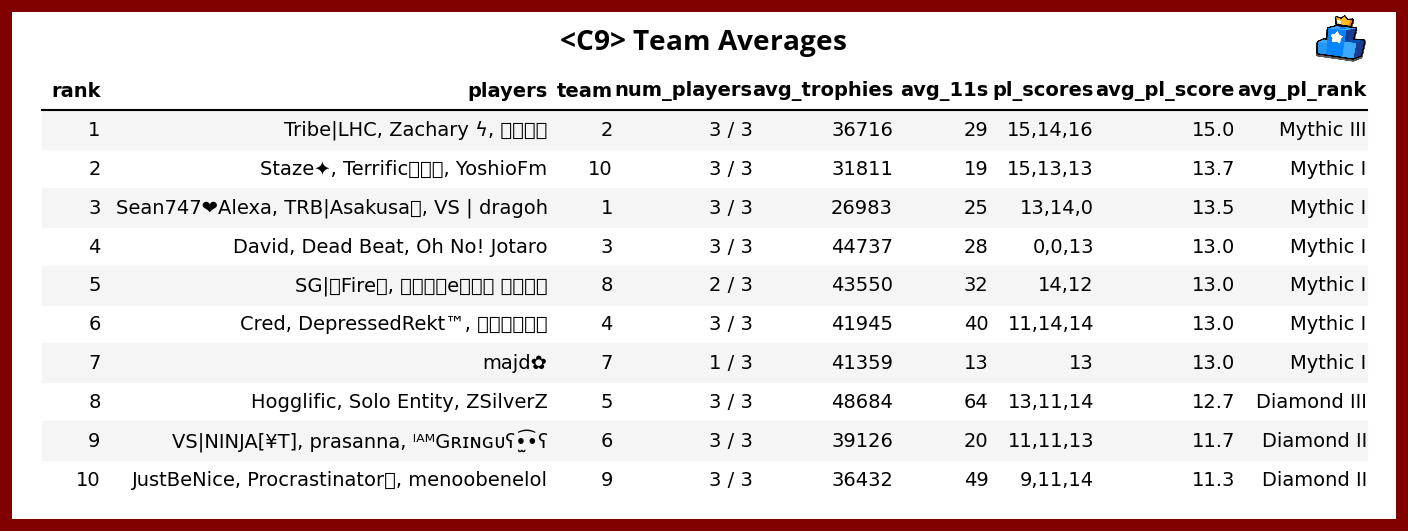 <C9> Team Averages
rank players team num_players avg_trophies avg_11s pl_scores avg_pl_score avg_pl_rank
1 Tribe|LHC, Zachary ϟ, 2 3 / 3 36716 29 15,14,16 15.0 Mythic III
2 Staze✦, Terrific, YoshioFm 10 3 / 3 31811 19 15,13,13 13.7 Mythic I
3 Sean747❤Alexa, TRB|Asakusa, VS | dragoh 1 3 / 3 26983 25 13,14,0 13.5 Mythic I
4 David, Dead Beat, Oh No! Jotaro 3 3 / 3 44737 28 0,0,13 13.0 Mythic I
5 SG|Fire, e 8 2 / 3 43550 32 14,12 13.0 Mythic I
6 Cred, DepressedRekt™, 4 3 / 3 41945 40 11,14,14 13.0 Mythic I
7 majd✿ 7 1 / 3 41359 13 13 13.0 Mythic I
8 Hogglific, Solo Entity, ZSilverZ 5 3 / 3 48684 64 13,11,14 12.7 Diamond III
9 VS|NINJA[¥T], prasanna, ᴵᴬᴹGʀɪɴɢᴜʕ•̫͡•ʕ 6 3 / 3 39126 20 11,11,13 11.7 Diamond II
10 JustBeNice, Procrastinator, menoobenelol 9 3 / 3 36432 49 9,11,14 11.3 Diamond II